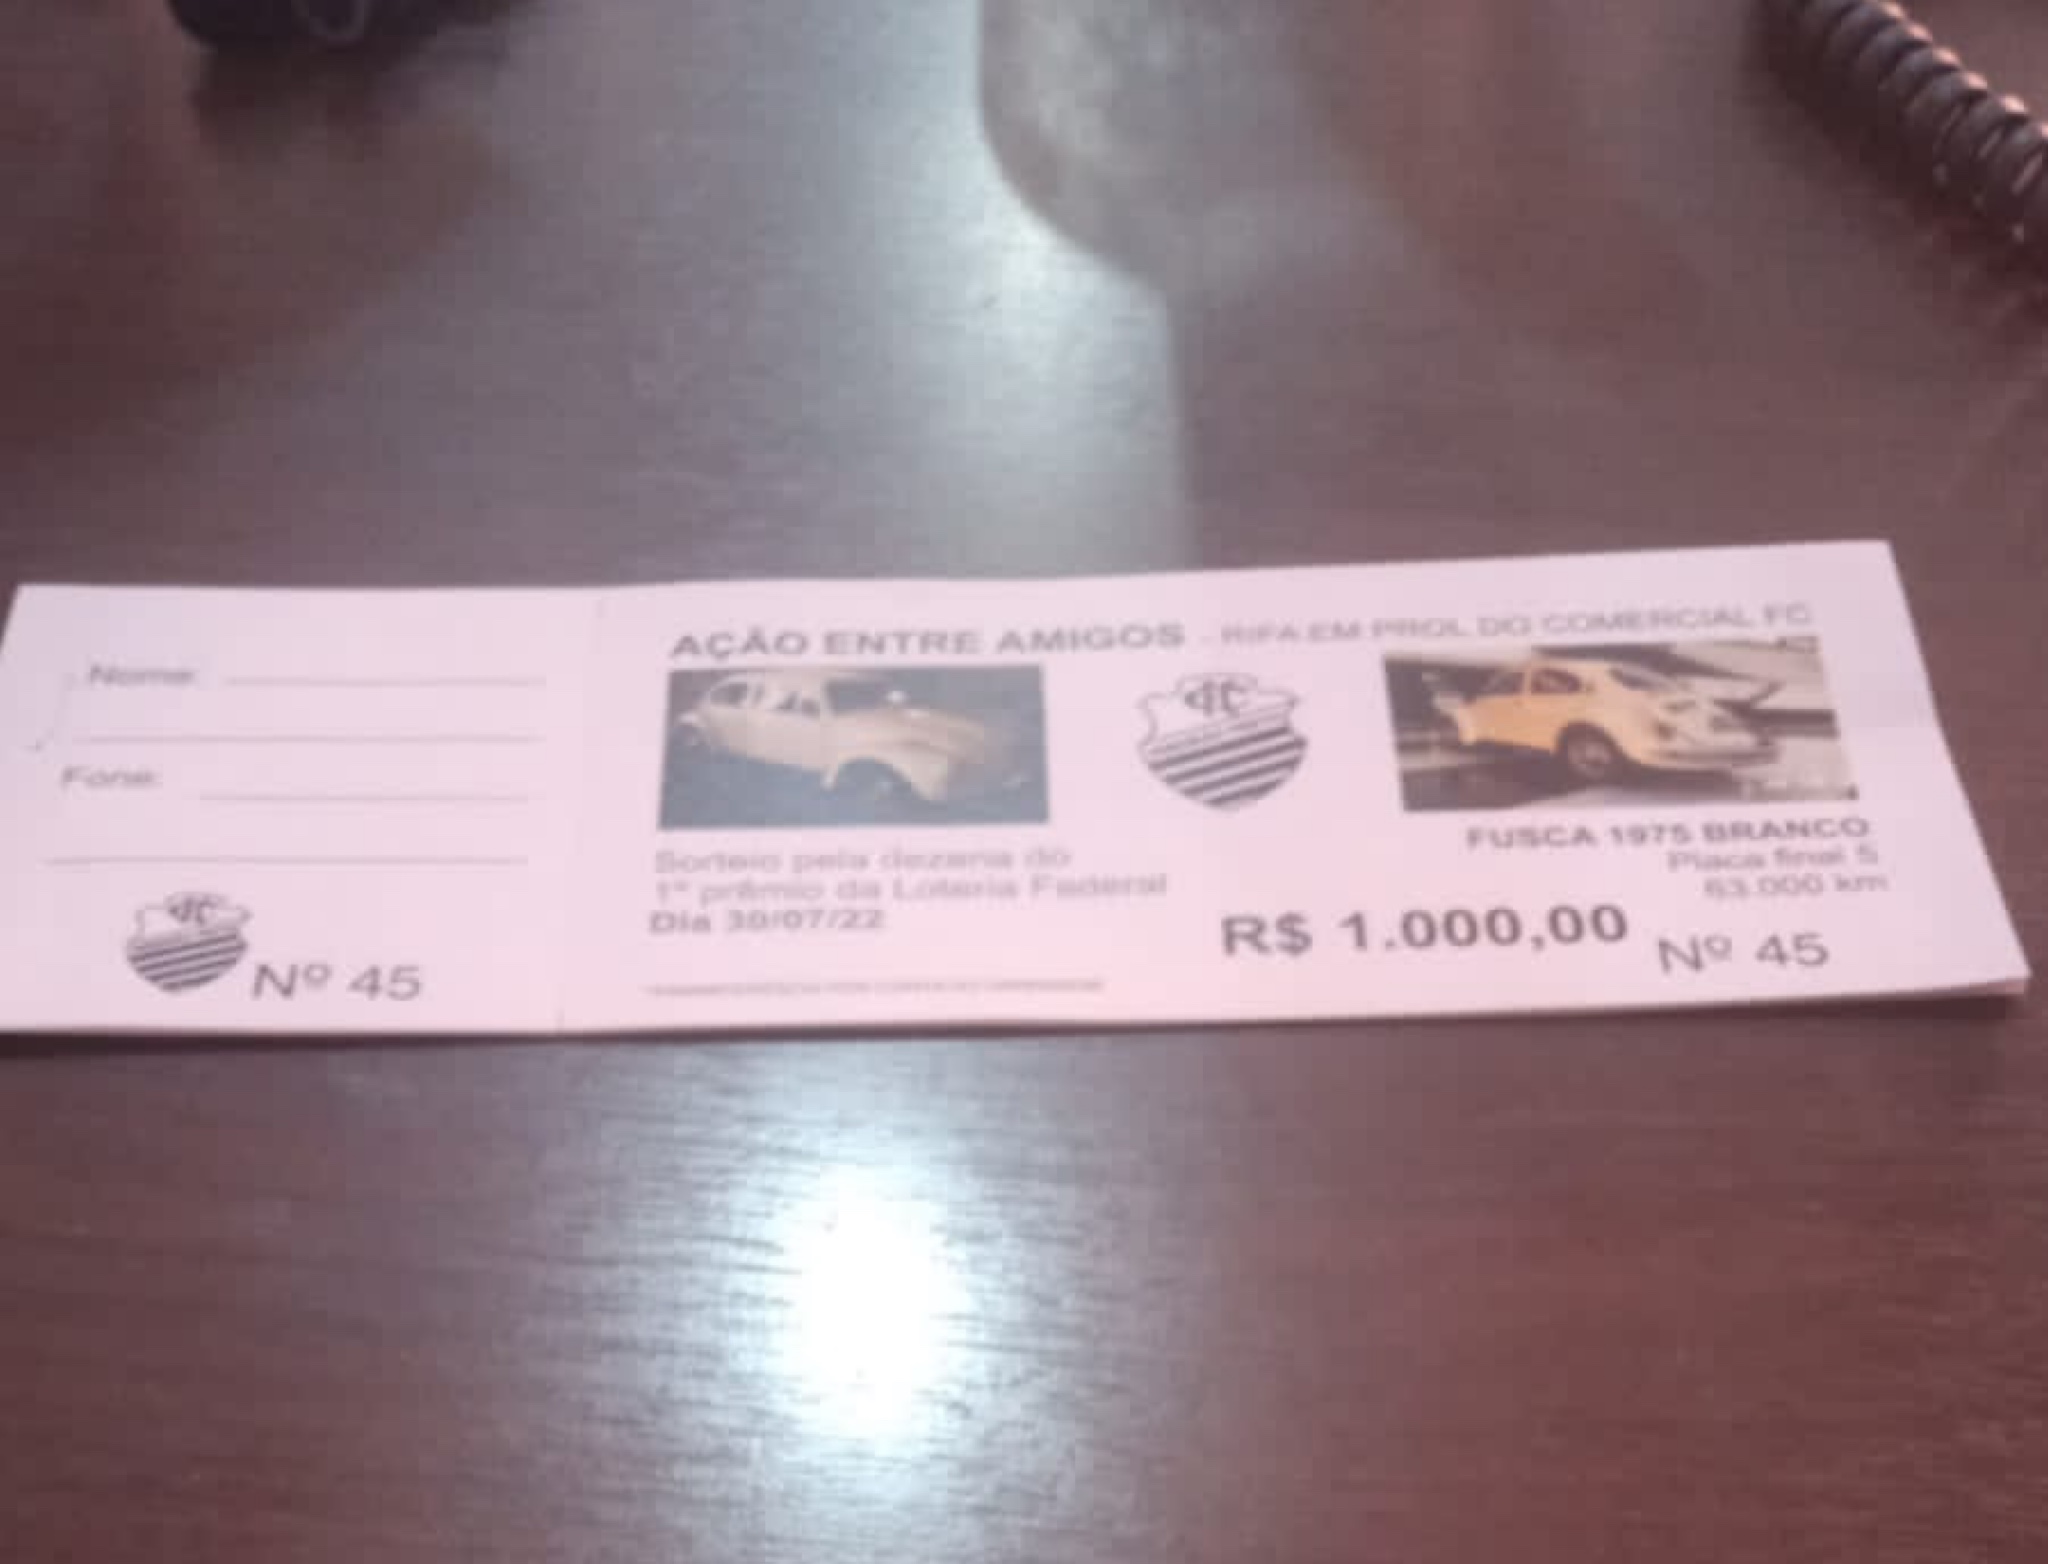 Nome:
Fone:
Nº 45
AÇÃO ENTRE AMIGOS - RIFA EM PROL DO COMERCIAL FC
CFC
Sorteio pela dezena do
1º prêmio da Loteria Federal
Dia 30/07/22
FUSCA 1975 BRANCO
Placa final 5
63.000 km
R$ 1.000,00
Nº 45